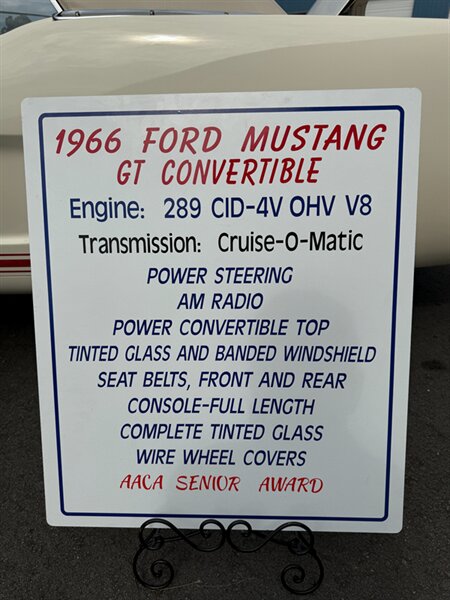 1966 FORD MUSTANG
GT CONVERTIBLE
Engine: 289 CID-4V OHV V8
Transmission: Cruise-O-Matic
POWER STEERING
AM RADIO
POWER CONVERTIBLE TOP
TINTED GLASS AND BANDED WINDSHIELD
SEAT BELTS, FRONT AND REAR
CONSOLE-FULL LENGTH
COMPLETE TINTED GLASS
WIRE WHEEL COVERS
AACA SENIOR AWARD